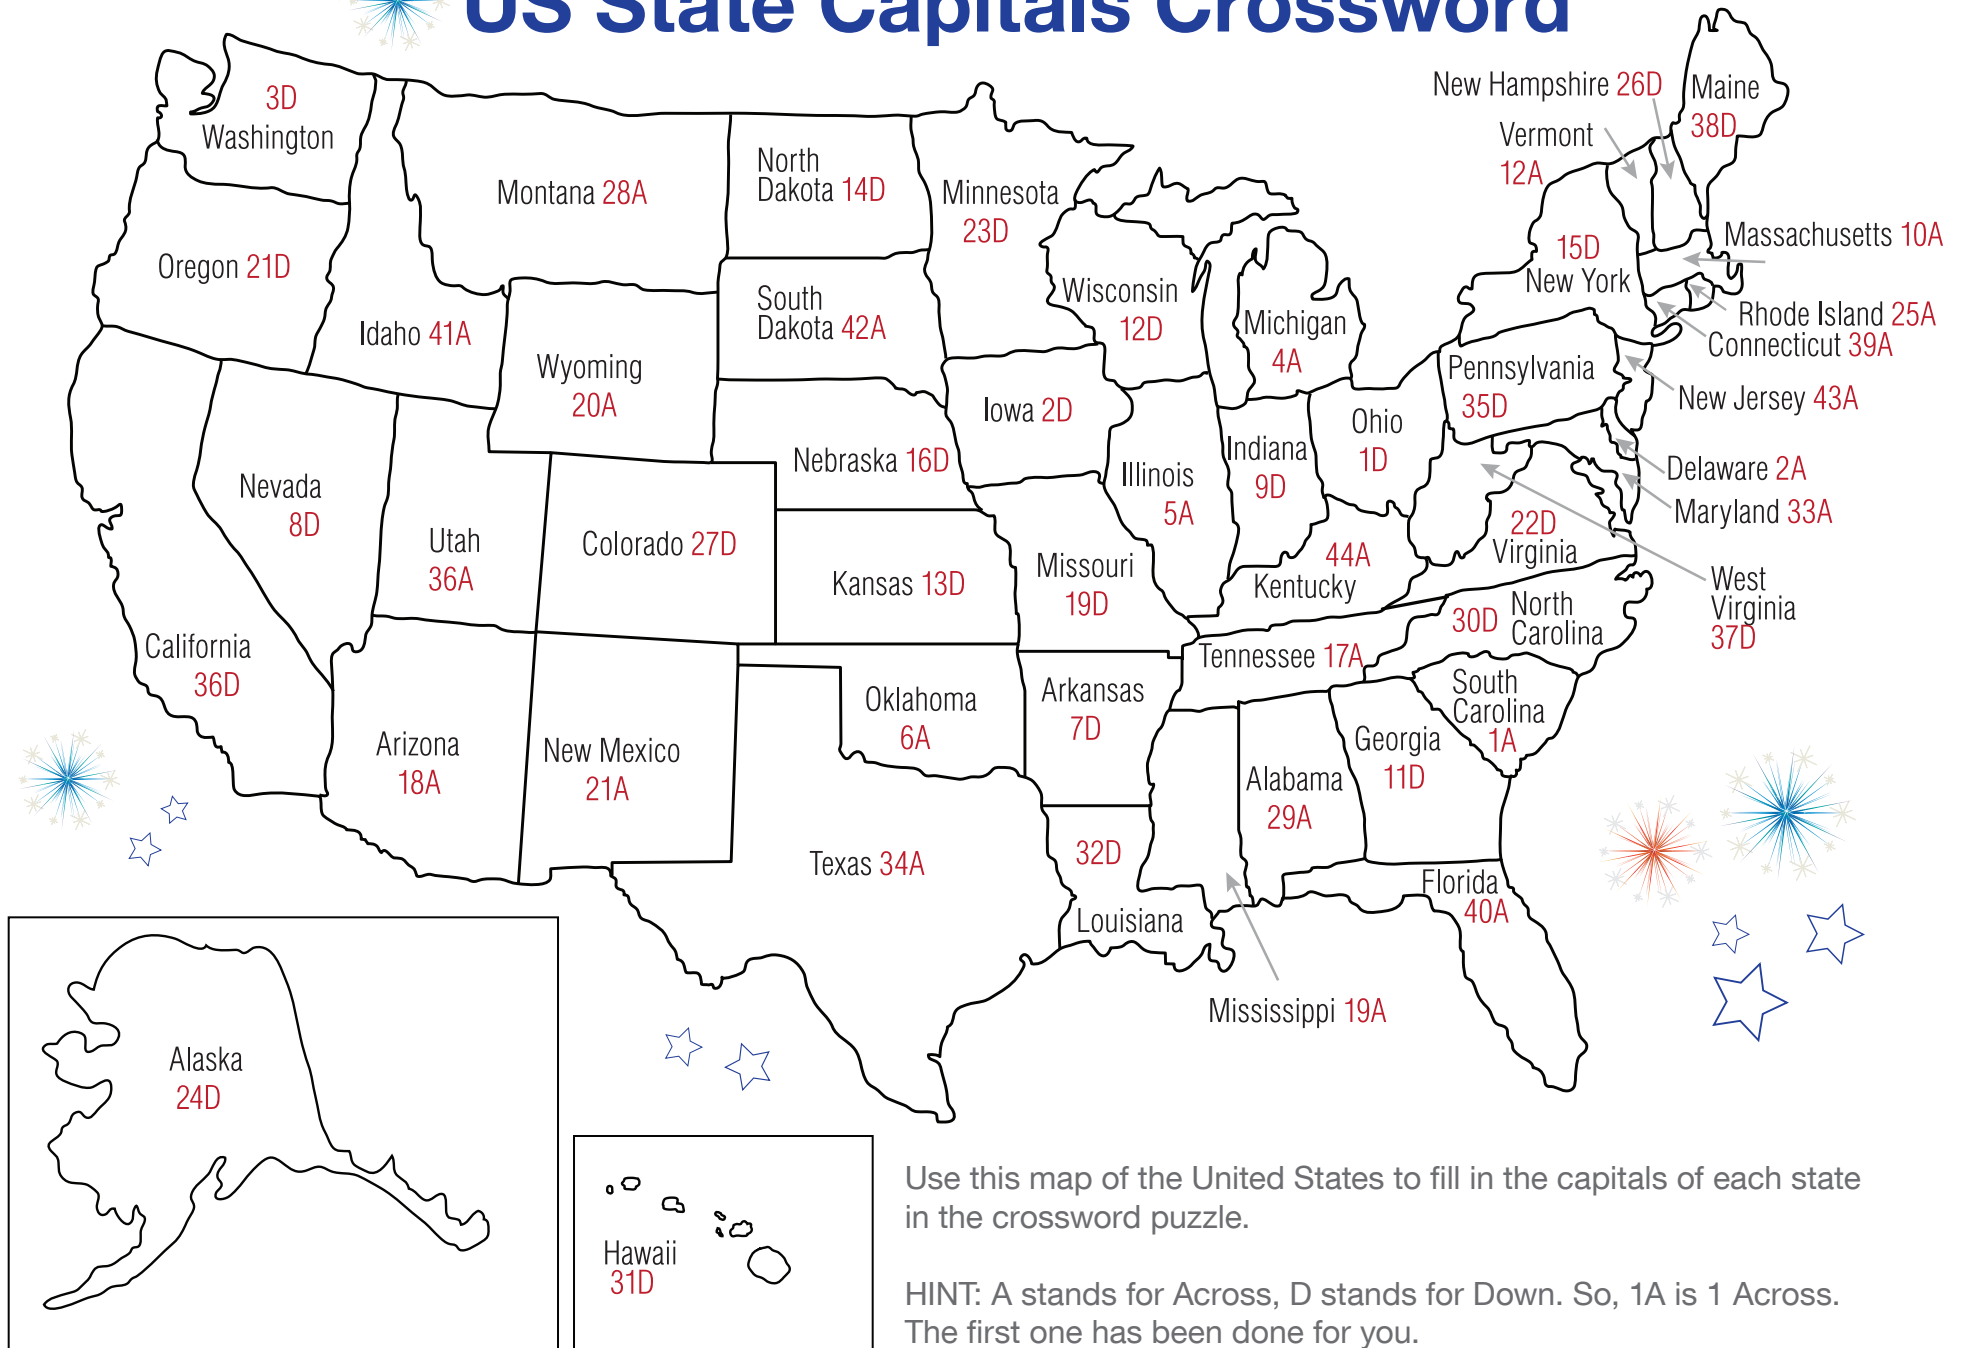 US State Capitals Crossword
3D
Washington
Oregon 21D
Idaho 41A
Montana 28A
North
Dakota 14D
South
Dakota 42A
Minnesota
23D
Wisconsin
12D
Michigan
4A
New Hampshire 26D
Maine
38D
Vermont
12A
15D
New York
Massachusetts 10A
Rhode Island 25A
Connecticut 39A
Pennsylvania
35D
New Jersey 43A
Delaware 2A
Maryland 33A
West
Virginia
37D
22D
Virginia
Wyoming
20A
Nebraska 16D
Iowa 2D
Illinois
5A
Indiana
9D
Ohio
1D
Nevada
8D
Utah
36A
Colorado 27D
Kansas 13D
Missouri
19D
44A
Kentucky
30D
North
Carolina
Tennessee 17A
South
Carolina
1A
California
36D
Arizona
18A
New Mexico
21A
Oklahoma
6A
Arkansas
7D
Alabama
29A
Georgia
11D
Texas 34A
32D
Louisiana
Florida
40A
Mississippi 19A
Alaska
24D
Hawaii
31D
Use this map of the United States to fill in the capitals of each state
in the crossword puzzle.
HINT: A stands for Across, D stands for Down. So, 1A is 1 Across.
The first one has been done for you.